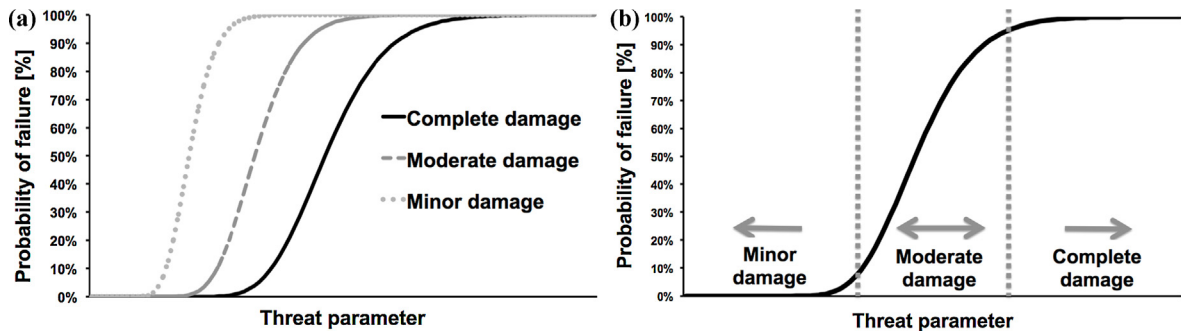 (a)
Probability of failure [%]
100%
90%
80%
70%
60%
50%
40%
30%
20%
10%
0%
Complete damage
Moderate damage
Minor damage
Threat parameter
(b)
Probability of failure [%]
100%
90%
80%
70%
60%
50%
40%
30%
20%
10%
0%
Minor
damage
Moderate
damage
Complete
damage
Threat parameter